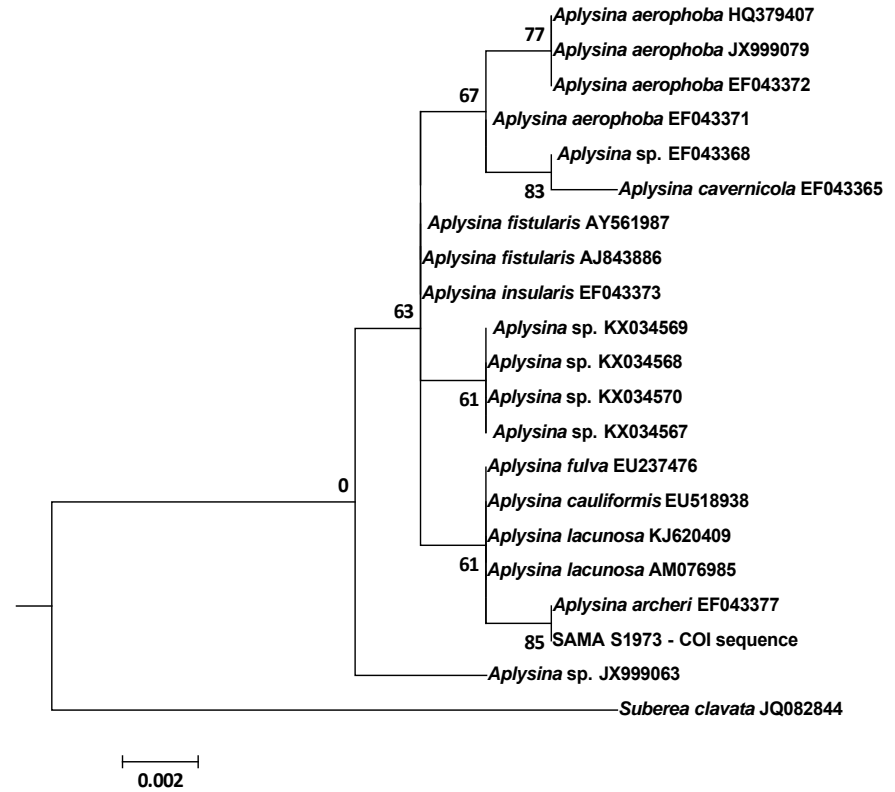 Aplysina aerophoba HQ379407
77
Aplysina aerophoba JX999079
Aplysina aerophoba EF043372
67
Aplysina aerophoba EF043371
Aplysina sp. EF043368
83
Aplysina cavernicola EF043365
Aplysina fistularis AY561987
Aplysina fistularis AJ843886
Aplysina insularis EF043373
63
Aplysina sp. KX034569
Aplysina sp. KX034568
61
Aplysina sp. KX034570
Aplysina sp. KX034567
Aplysina fulva EU237476
0
Aplysina cauliformis EU518938
Aplysina lacunosa KJ620409
61
Aplysina lacunosa AM076985
Aplysina archeri EF043377
85
SAMA S1973 - COI sequence
Aplysina sp. JX999063
Suberea clavata JQ082844
0.002